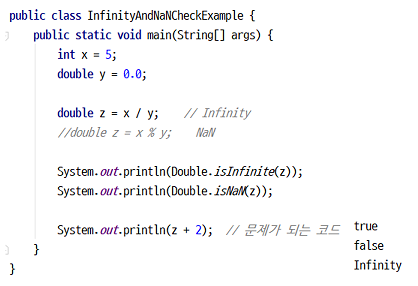 public class InfinityAndNaNCheckExample {
public static void main(String[] args) {
int x = 5;
double y = 0.0;
double z = x / y;    // Infinity
//double z = x % y;    NaN
System.out.println(Double.isInfinite(z));
System.out.println(Double.isNaN(z));
System.out.println(z + 2);  // 문제가 되는 코드
}
}
true
false
Infinity